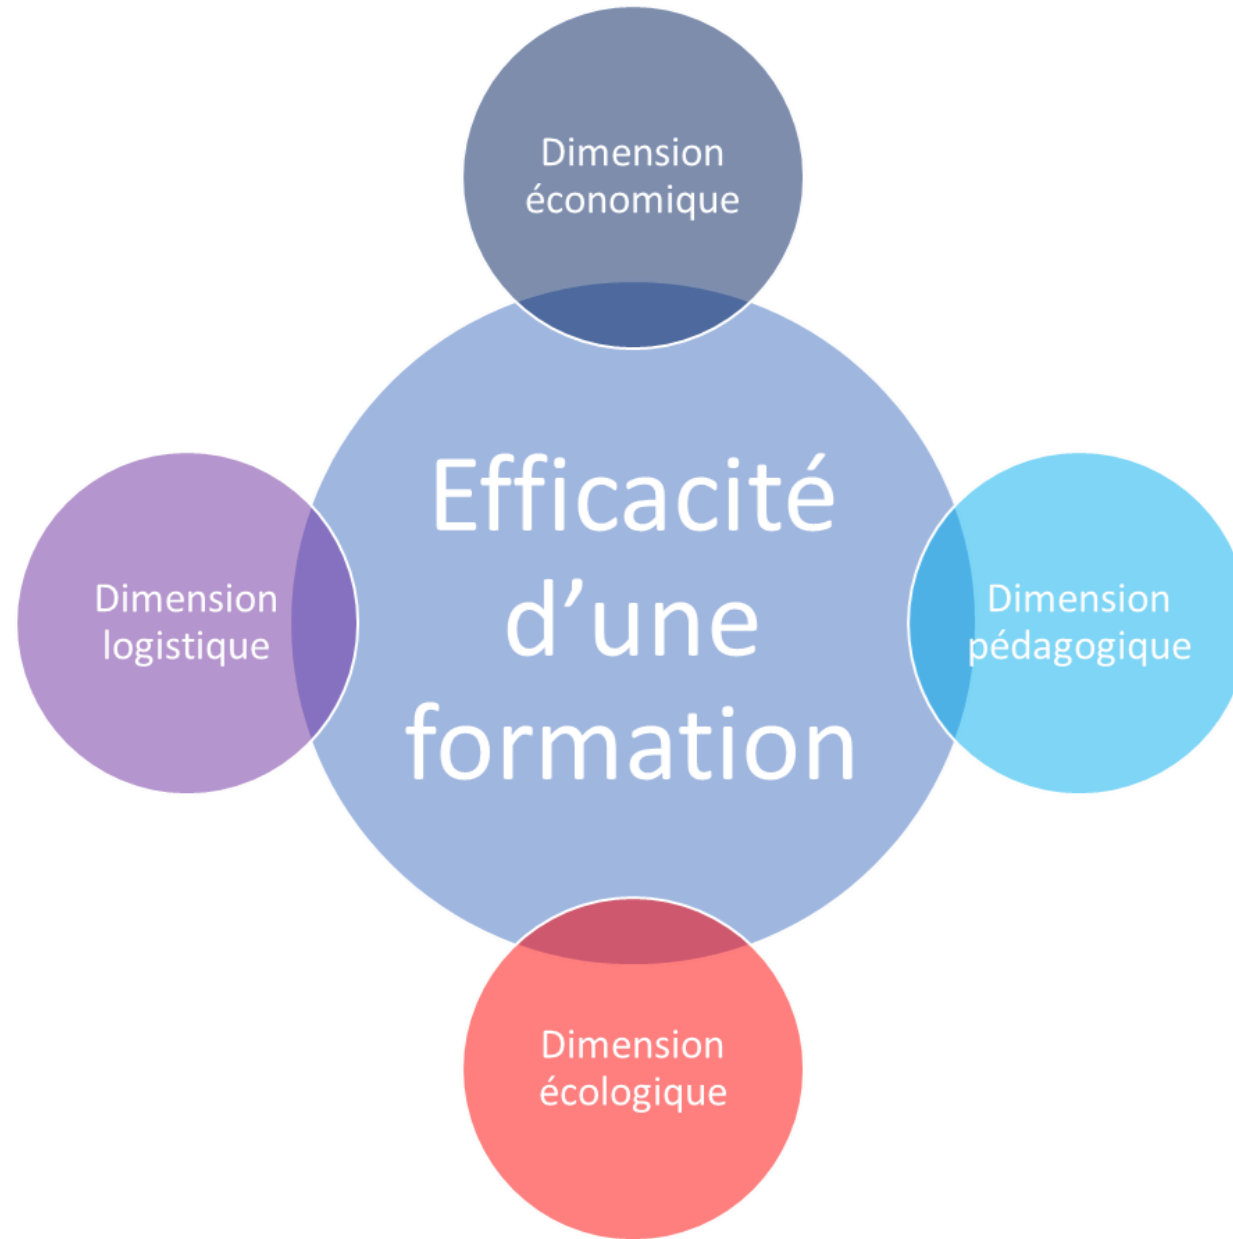 Dimension
économique
Efficacité
d’une
formation
Dimension
logistique
Dimension
pédagogique
Dimension
écologique